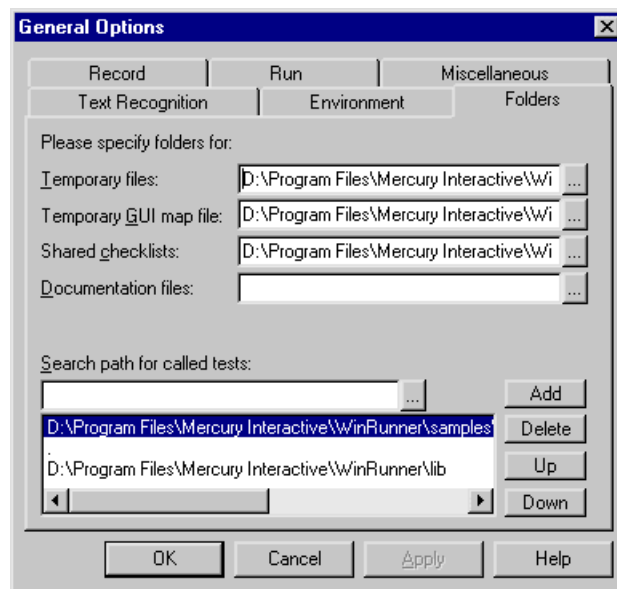 General Options
Record Run Miscellaneous
Text Recognition Environment Folders
Please specify folders for:
Temporary files: D:\Program Files\Mercury Interactive\Wi ...
Temporary GUI map file: D:\Program Files\Mercury Interactive\Wi ...
Shared checklists: D:\Program Files\Mercury Interactive\Wi ...
Documentation files: ...
Search path for called tests:
... Add
D:\Program Files\Mercury Interactive\WinRunner\samples\ Delete
.
D:\Program Files\Mercury Interactive\WinRunner\lib Up
Down
OK Cancel Apply Help